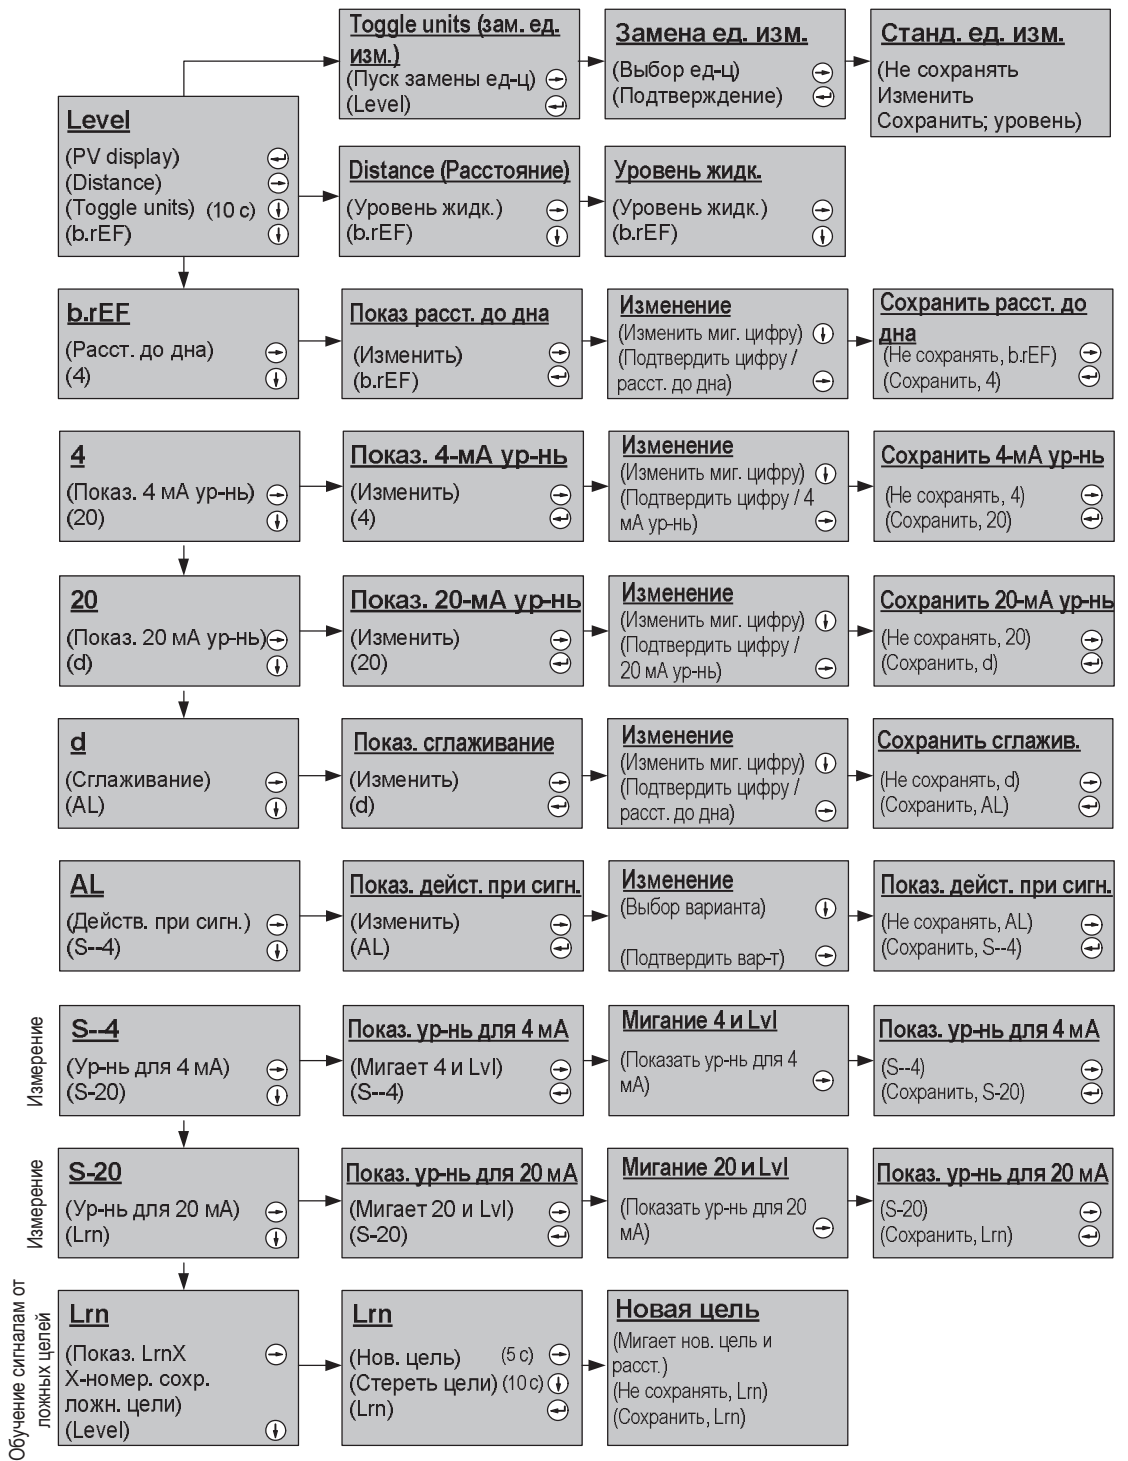 Toggle units (зам. ед.
изм.)
(Пуск замены ед-ц)
(Level)
Замена ед. изм.
(Выбор ед-ц)
(Подтверждение)
Станд. ед. изм.
(Не сохранять
Изменить
Сохранить; уровень)
Level
(PV display)
(Distance)
(Toggle units) (10 с)
(b.rEF)
Distance (Расстояние)
(Уровень жидк.)
(b.rEF)
Уровень жидк.
(Уровень жидк.)
(b.rEF)
b.rEF
(Расст. до дна)
(4)
Показ расст. до дна
(Изменить)
(b.rEF)
Изменение
(Изменить миг. цифру)
(Подтвердить цифру /
расст. до дна)
Сохранить расст. до
дна
(Не сохранять, b.rEF)
(Сохранить, 4)
4
(Показ. 4 мА ур-нь)
(20)
Показ. 4-мА ур-нь
(Изменить)
(4)
Изменение
(Изменить миг. цифру)
(Подтвердить цифру / 4
мА ур-нь)
Сохранить 4-мА ур-нь
(Не сохранять, 4)
(Сохранить, 20)
20
(Показ. 20 мА ур-нь)
(d)
Показ. 20-мА ур-нь
(Изменить)
(20)
Изменение
(Изменить миг. цифру)
(Подтвердить цифру /
20 мА ур-нь)
Сохранить 20-мА ур-нь
(Не сохранять, 20)
(Сохранить, d)
d
(Сглаживание)
(AL)
Показ. сглаживание
(Изменить)
(d)
Изменение
(Изменить миг. цифру)
(Подтвердить цифру /
расст. до дна)
Сохранить сглажив.
(Не сохранять, d)
(Сохранить, AL)
AL
(Действ. при сигн.)
(S--4)
Показ. дейст. при сигн.
(Изменить)
(AL)
Изменение
(Выбор варианта)
(Подтвердить вар-т)
Показ. дейст. при сигн.
(Не сохранять, AL)
(Сохранить, S--4)
Измерение
S--4
(Ур-нь для 4 мА)
(S-20)
Показ. ур-нь для 4 мА
(Мигает 4 и Lvl)
(S--4)
Мигание 4 и Lvl
(Показать ур-нь для 4
мА)
Показ. ур-нь для 4 мА
(S--4)
(Сохранить, S-20)
Измерение
S-20
(Ур-нь для 20 мА)
(Lrn)
Показ. ур-нь для 20 мА
(Мигает 20 и Lvl)
(S-20)
Мигание 20 и Lvl
(Показать ур-нь для 20
мА)
Показ. ур-нь для 20 мА
(S-20)
(Сохранить, Lrn)
Обучение сигналам от
ложных целей
Lrn
(Показ. LrnX
X-номер. сохр.
ложн. цели)
(Level)
Lrn
(Нов. цель) (5 с)
(Стереть цели) (10 с)
(Lrn)
Новая цель
(Мигает нов. цель и
расст.)
(Не сохранять, Lrn)
(Сохранить, Lrn)